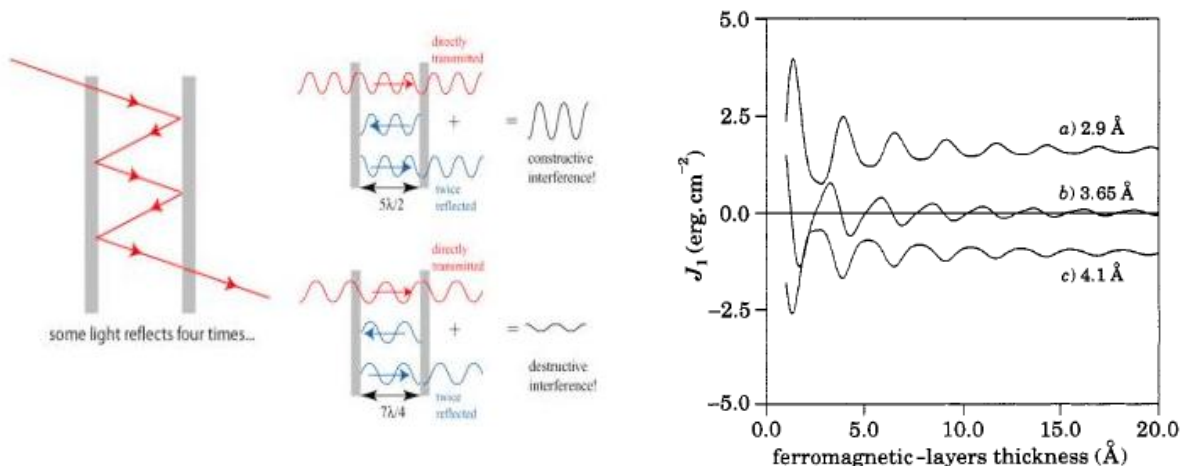 some light reflects four times...
directly
transmitted
+
=
constructive
interference!
twice
reflected
5λ/2
directly
transmitted
+
=
destructive
interference!
twice
reflected
7λ/4
J₁ (erg. cm⁻²)
5.0
2.5
0.0
−2.5
−5.0
a) 2.9 Å
b) 3.65 Å
c) 4.1 Å
0.0 5.0 10.0 15.0 20.0
ferromagnetic-layers thickness (Å)